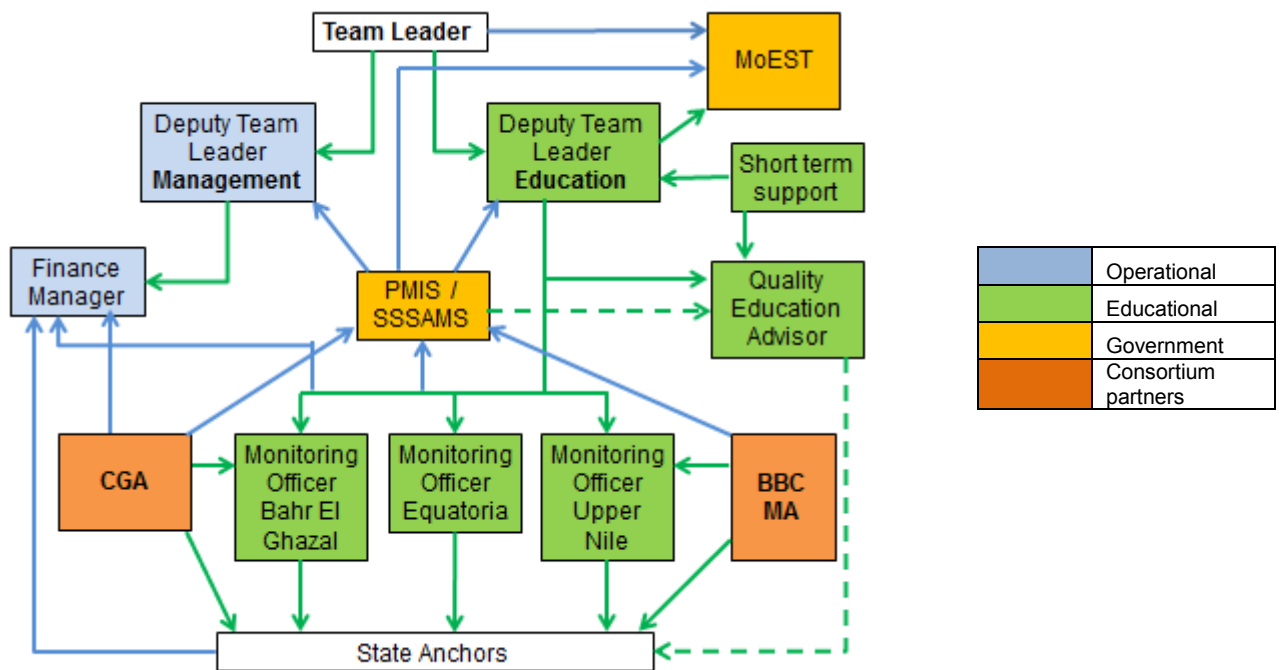 Team Leader
MoEST
Deputy Team
Leader
Management
Deputy Team
Leader
Education
Short term
support
Finance
Manager
PMIS /
SSSAMS
Quality
Education
Advisor
CGA
Monitoring
Officer
Bahr El
Ghazal
Monitoring
Officer
Equatoria
Monitoring
Officer
Upper
Nile
BBC
MA
State Anchors
Operational
Educational
Government
Consortium
partners